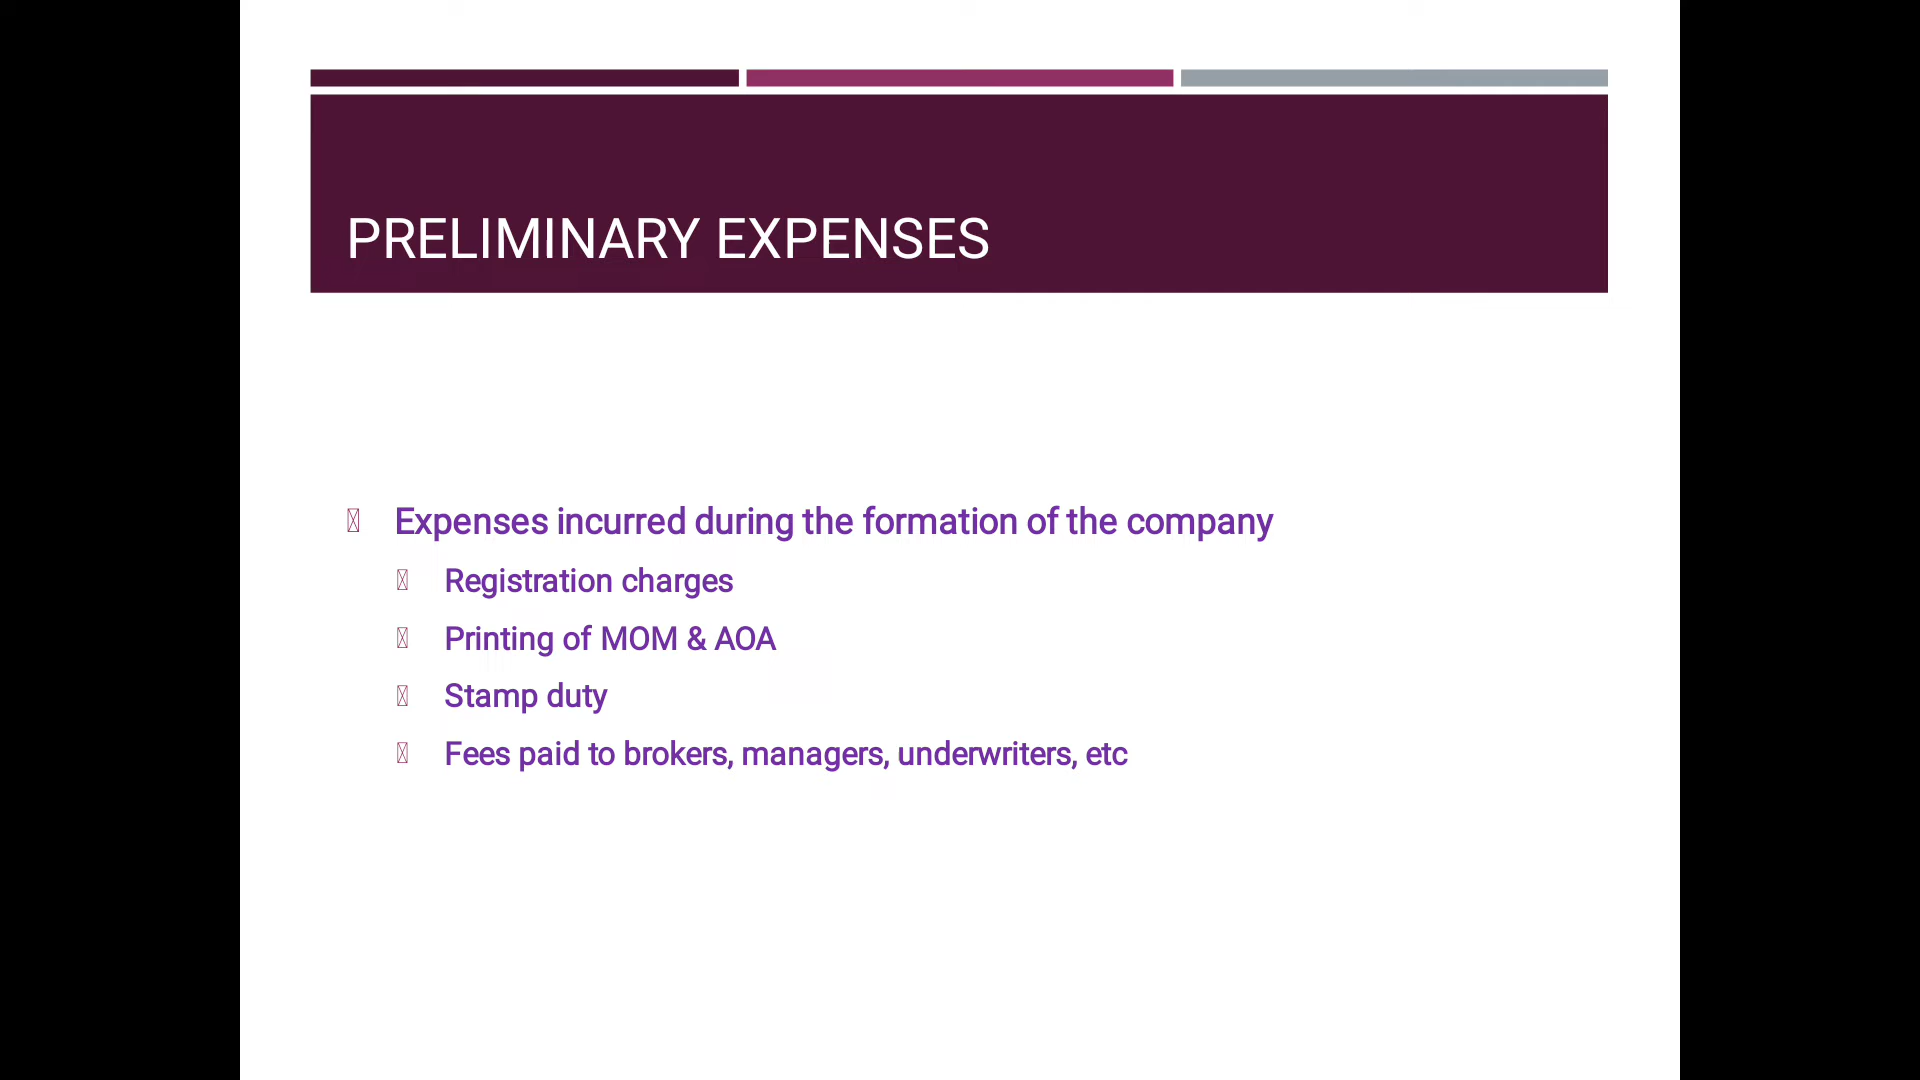 PRELIMINARY EXPENSES
Expenses incurred during the formation of the company
Registration charges
Printing of MOM & AOA
Stamp duty
Fees paid to brokers, managers, underwriters, etc